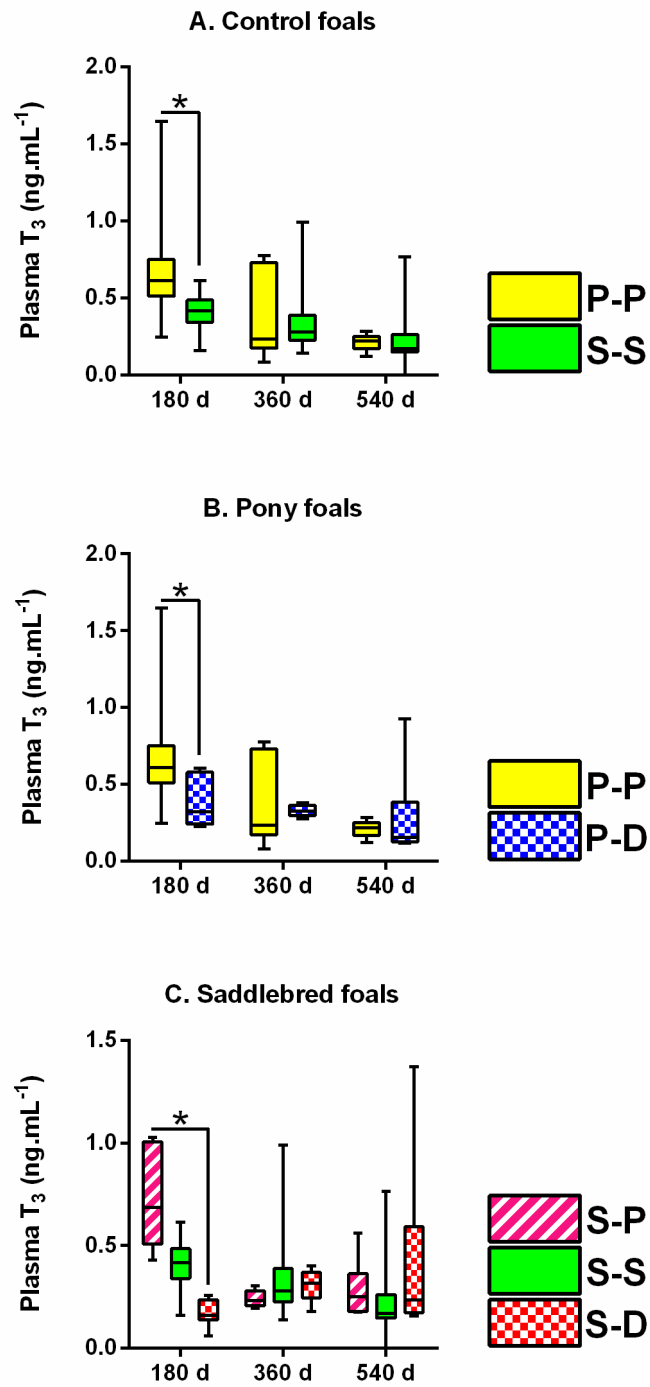 A. Control foals
Plasma T3 (ng.mL-1)
2.0
1.5
1.0
0.5
0.0
*
180 d 360 d 540 d
P-P
S-S
B. Pony foals
Plasma T3 (ng.mL-1)
2.0
1.5
1.0
0.5
0.0
*
180 d 360 d 540 d
P-P
P-D
C. Saddlebred foals
Plasma T3 (ng.mL-1)
1.5
1.0
0.5
0.0
*
180 d 360 d 540 d
S-P
S-S
S-D